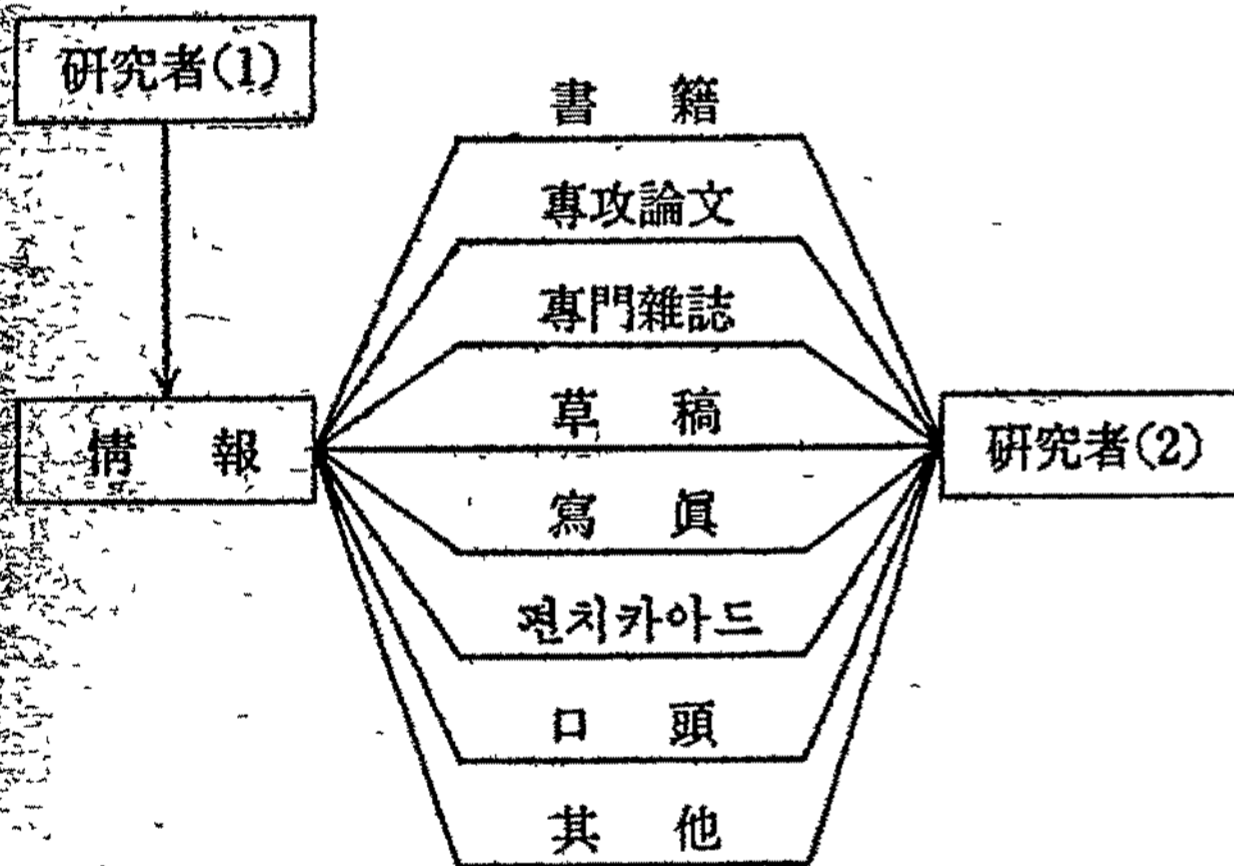 研究者(1)
書籍
專攻論文
專門雜誌
草稿
情報
研究者(2)
寫眞
펀치카아드
口頭
其他